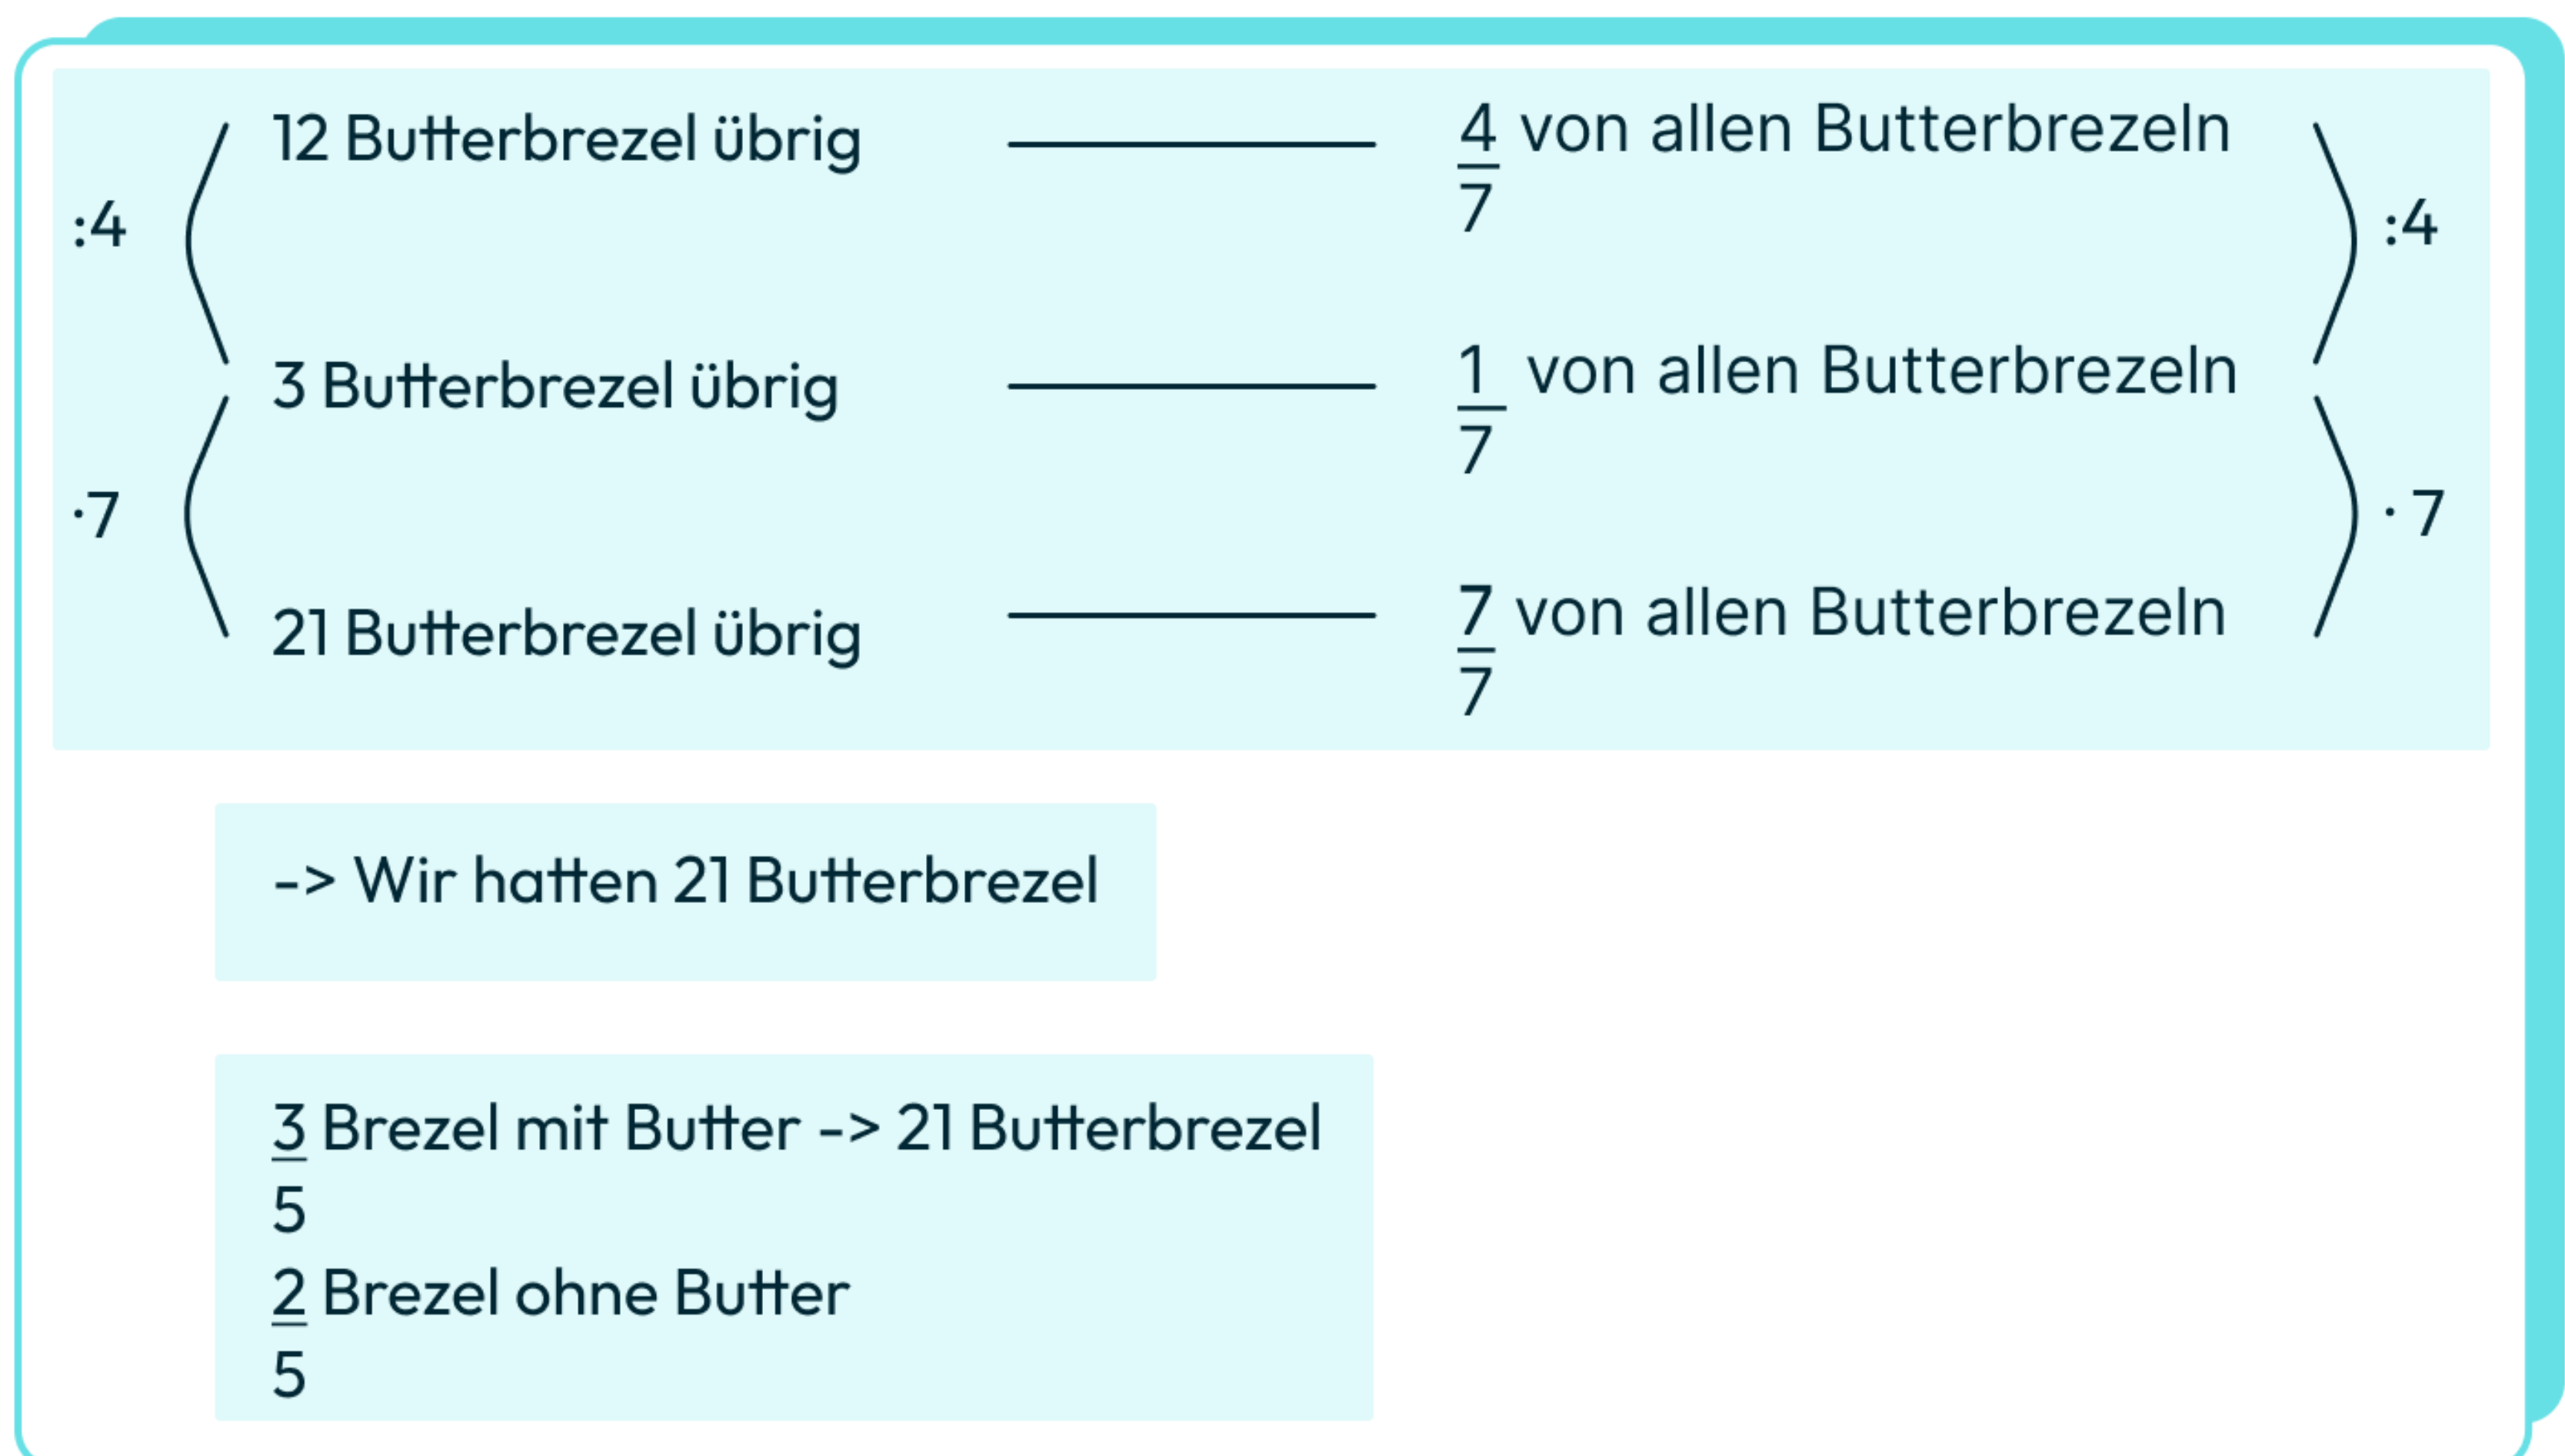 12 Butterbrezel übrig 4/7 von allen Butterbrezeln
:4 :4
3 Butterbrezel übrig 1/7 von allen Butterbrezeln
·7 · 7
21 Butterbrezel übrig 7/7 von allen Butterbrezeln
-> Wir hatten 21 Butterbrezel
3 Brezel mit Butter -> 21 Butterbrezel
5
2 Brezel ohne Butter
5